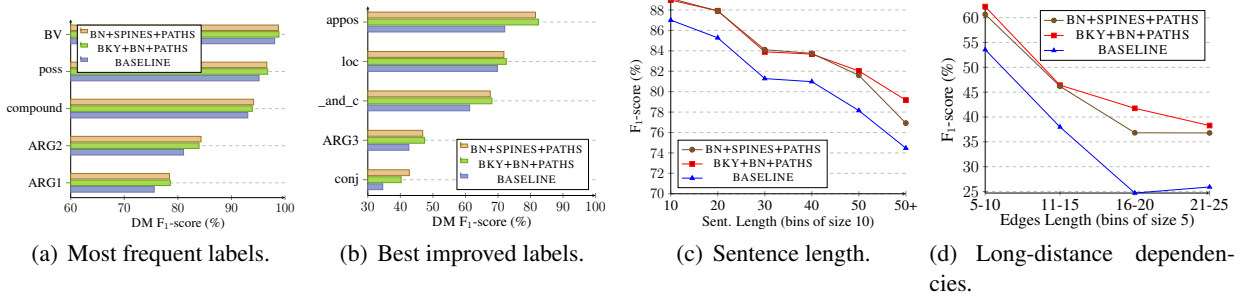 BV
poss
compound
ARG2
ARG1
BN+SPINES+PATHS
BKY+BN+PATHS
BASELINE
60 70 80 90 100
DM F1-score (%)
(a) Most frequent labels.
appos
loc
_and_c
ARG3
conj
BN+SPINES+PATHS
BKY+BN+PATHS
BASELINE
30 40 50 60 70 80 90 100
DM F1-score (%)
(b) Best improved labels.
F1-score (%)
88
86
84
82
80
78
76
74
72
70
BN+SPINES+PATHS
BKY+BN+PATHS
BASELINE
10 20 30 40 50 50+
Sent. Length (bins of size 10)
(c) Sentence length.
F1-score (%)
60
55
50
45
40
35
30
25
BN+SPINES+PATHS
BKY+BN+PATHS
BASELINE
5-10 11-15 16-20 21-25
Edges Length (bins of size 5)
(d) Long-distance dependen-
cies.